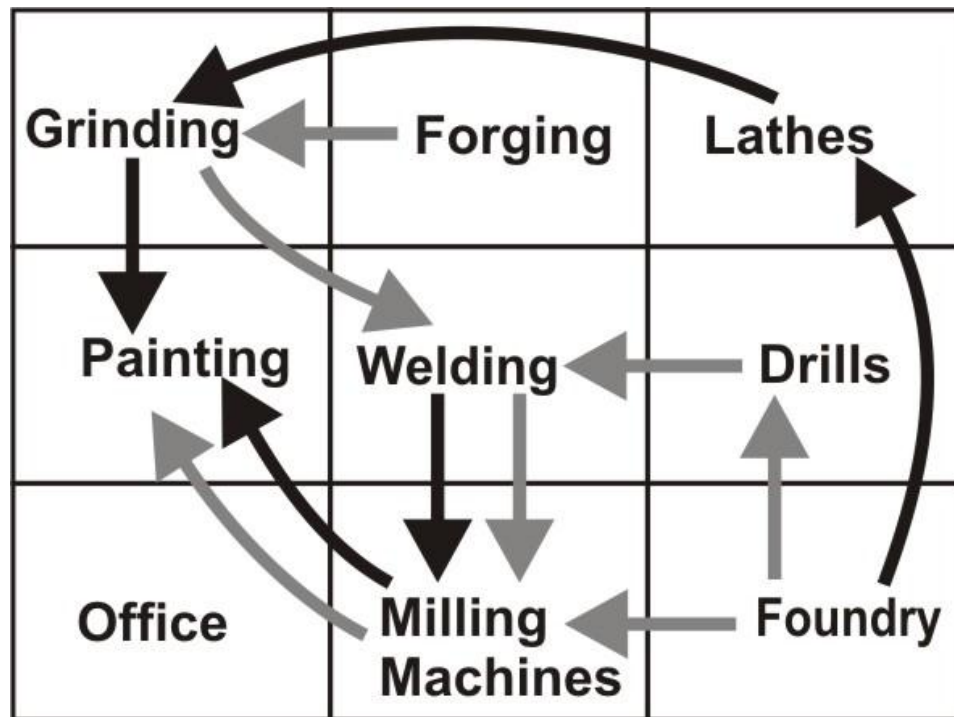 Grinding
Forging
Lathes
Painting
Welding
Drills
Office
Milling
Machines
Foundry